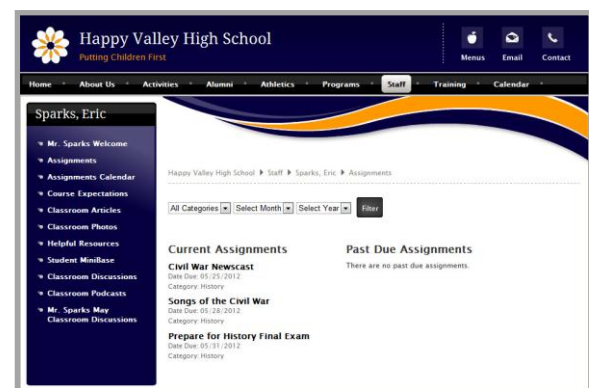 Happy Valley High School
Putting Children First
Menus Email Contact
Home About Us Activities Alumni Athletics Programs Staff Training Calendar
Sparks, Eric
Mr. Sparks Welcome
Assignments
Assignments Calendar
Course Expectations
Classroom Articles
Classroom Photos
Helpful Resources
Student MiniBase
Classroom Discussions
Classroom Podcasts
Mr. Sparks May
Classroom Discussions
Happy Valley High School Staff Sparks, Eric Assignments
All Categories Select Month Select Year Filter
Current Assignments
Civil War Newscast
Date Due: 05/25/2012
Category: History
Songs of the Civil War
Date Due: 05/28/2012
Category: History
Prepare for History Final Exam
Date Due: 05/31/2012
Category: History
Past Due Assignments
There are no past due assignments.